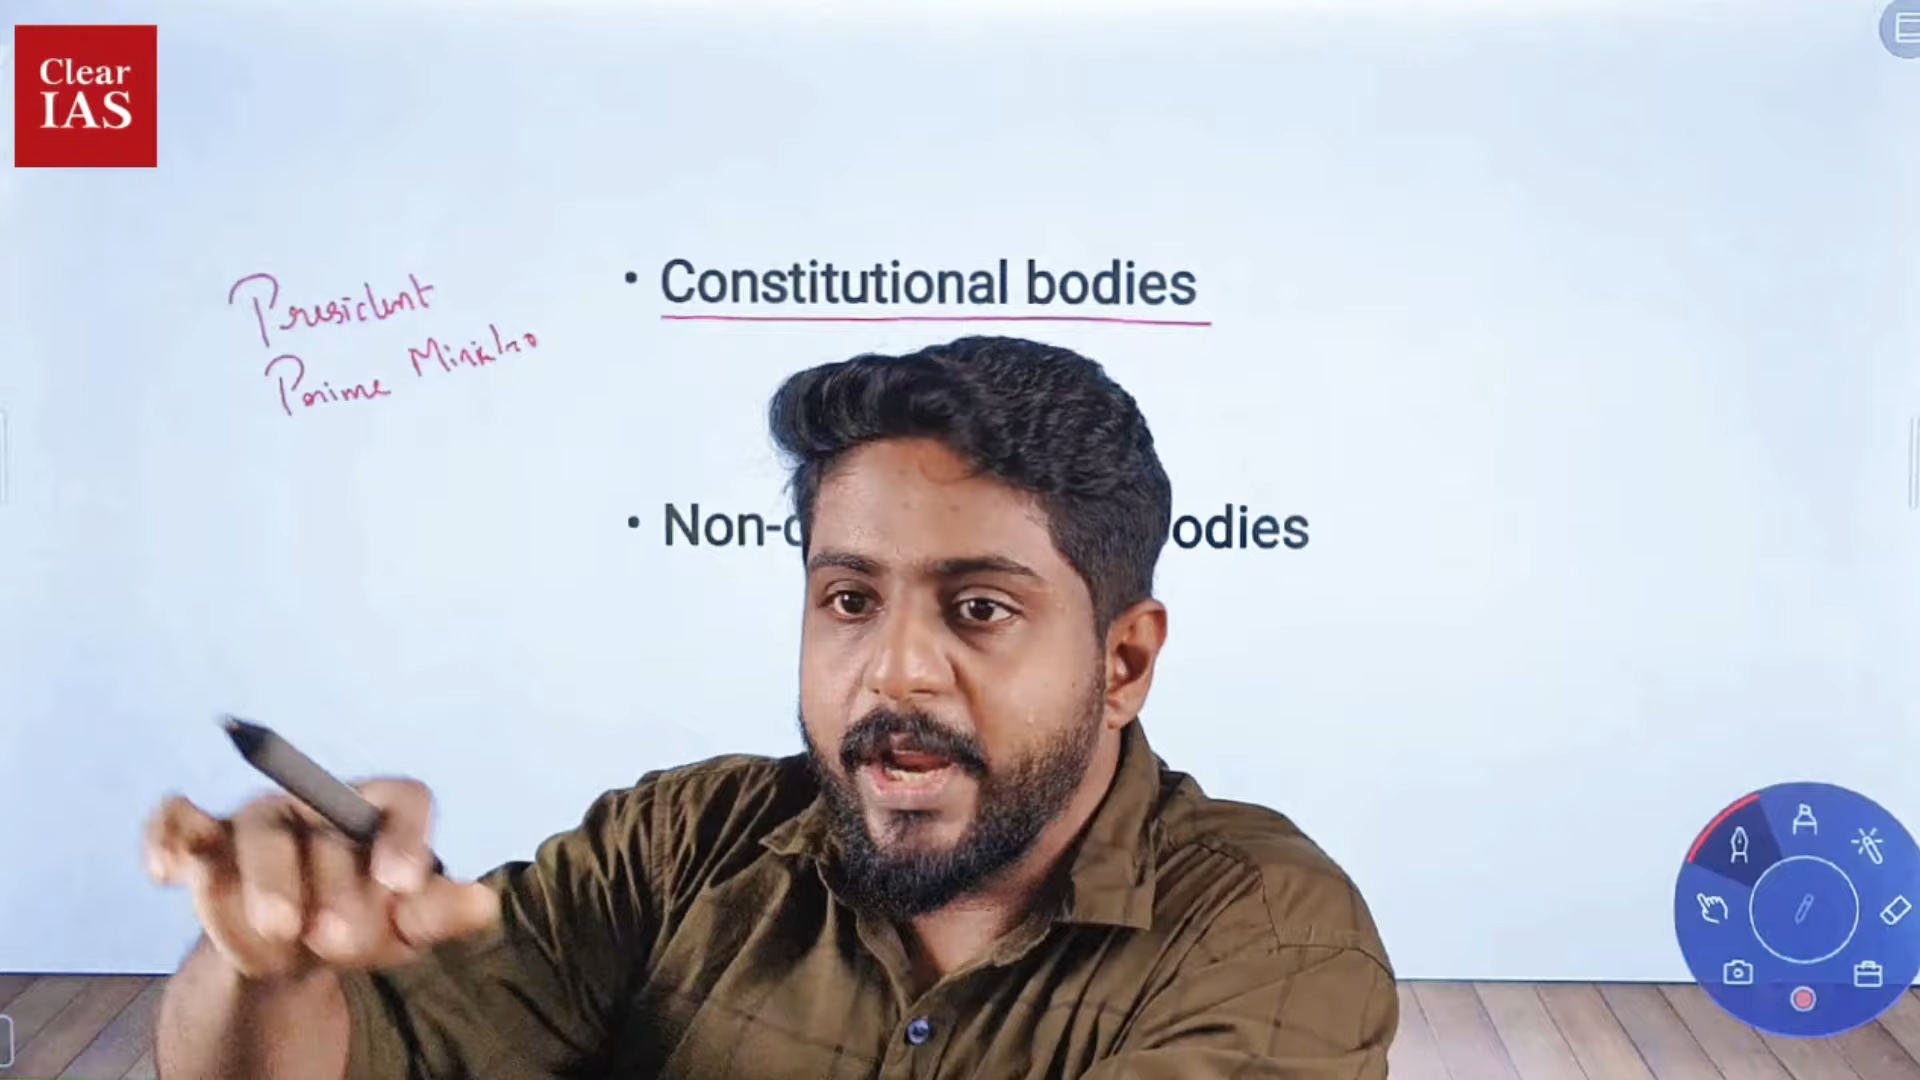 Clear
IAS
• Constitutional bodies
President
Prime Minister
• Non-
odies